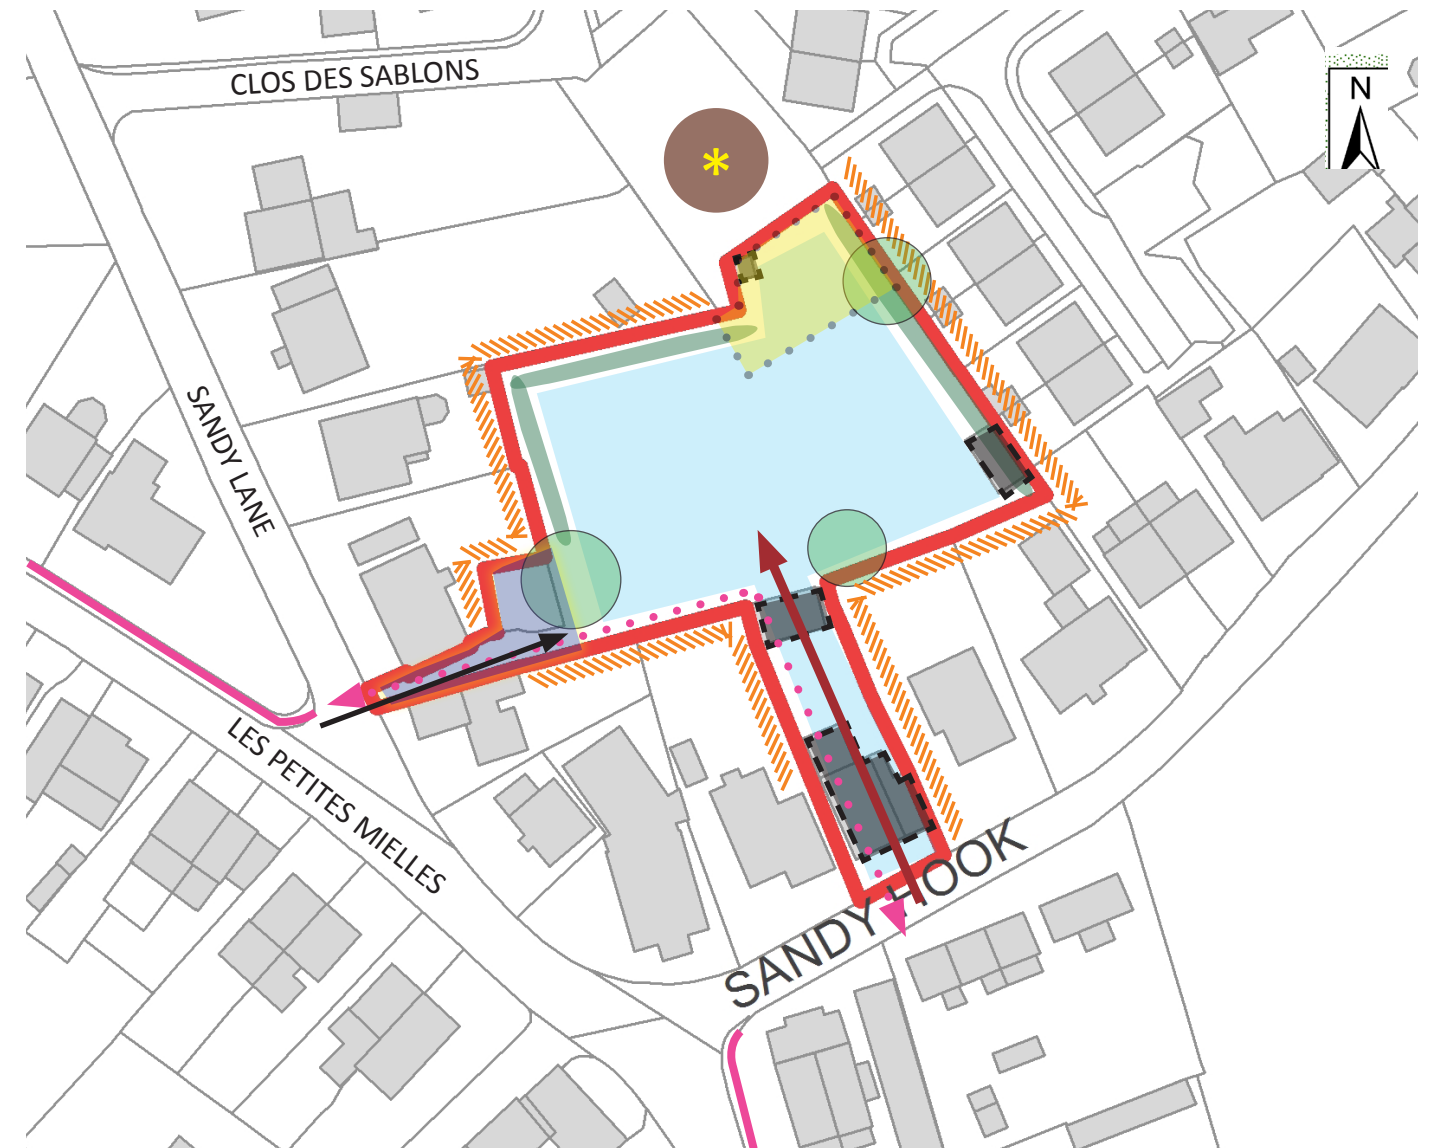 CLOS DES SABLONS
N
*
SANDY LANE
LES PETITES MIELLES
SANDY HOOK